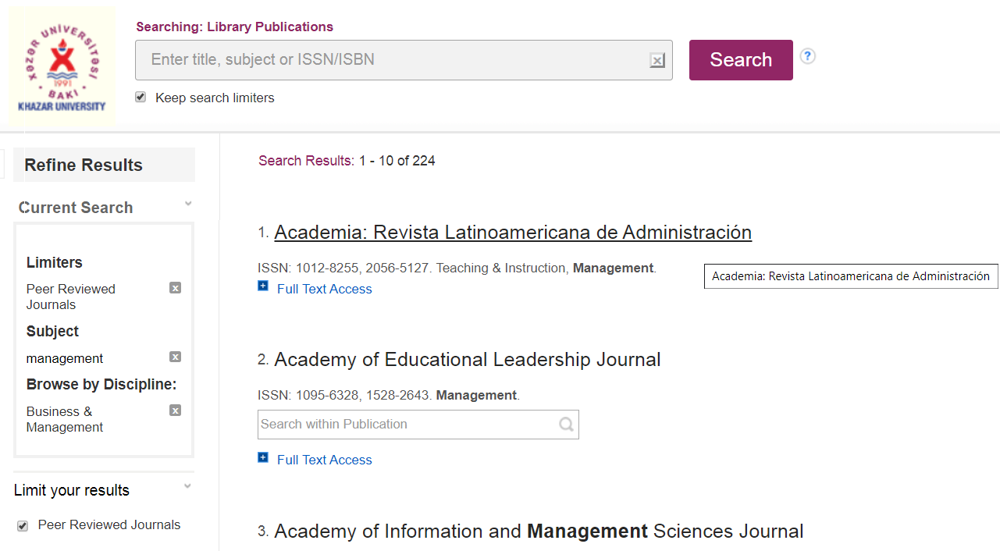 XƏZƏR UNİVERSİTƏSİ
1991
BAKI
KHAZAR UNIVERSITY
Searching: Library Publications
Enter title, subject or ISSN/ISBN
Search
?
Keep search limiters
Refine Results
Current Search
Limiters
Peer Reviewed
Journals
Subject
management
Browse by Discipline:
Business &
Management
Limit your results
Peer Reviewed Journals
Search Results: 1 - 10 of 224
1. Academia: Revista Latinoamericana de Administración
ISSN: 1012-8255, 2056-5127. Teaching & Instruction, Management.
Academia: Revista Latinoamericana de Administración
Full Text Access
2. Academy of Educational Leadership Journal
ISSN: 1095-6328, 1528-2643. Management.
Search within Publication
Full Text Access
3. Academy of Information and Management Sciences Journal